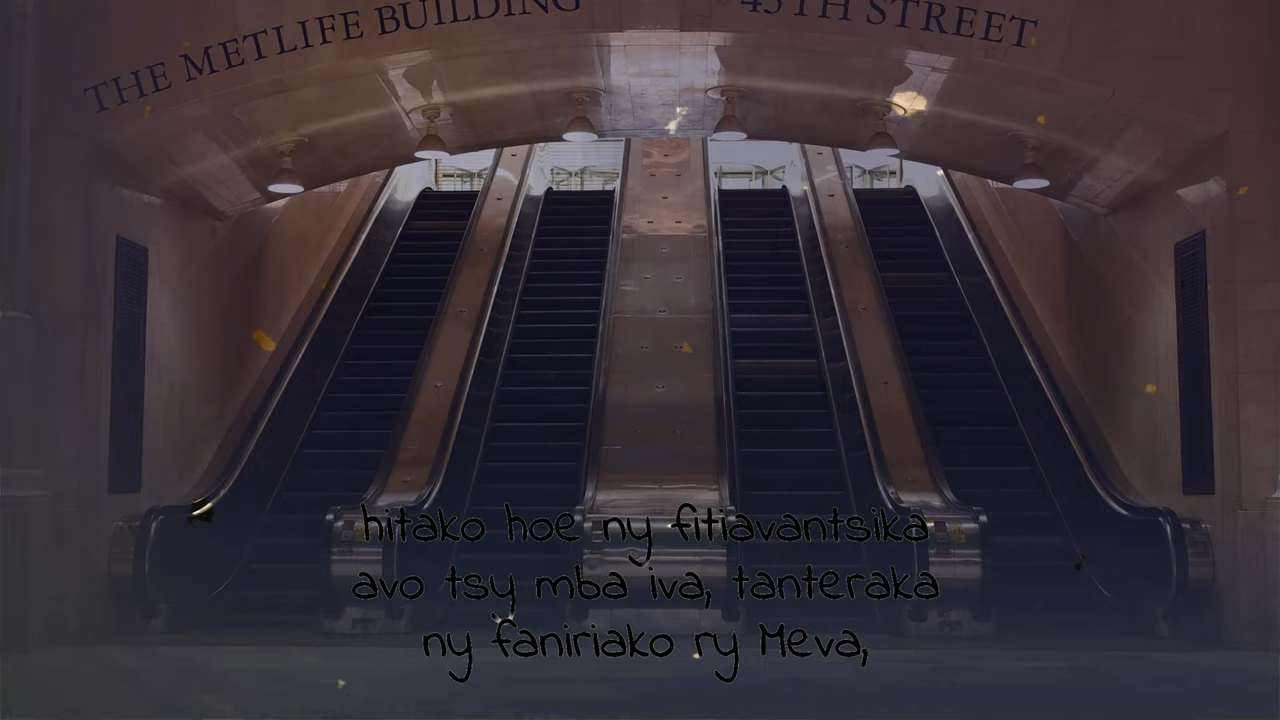 THE METLIFE BUILDING 45TH STREET
hitako hoe ny fitiavantsika
avo tsy mba iva, tanteraka
ny faniriako ry Meva,